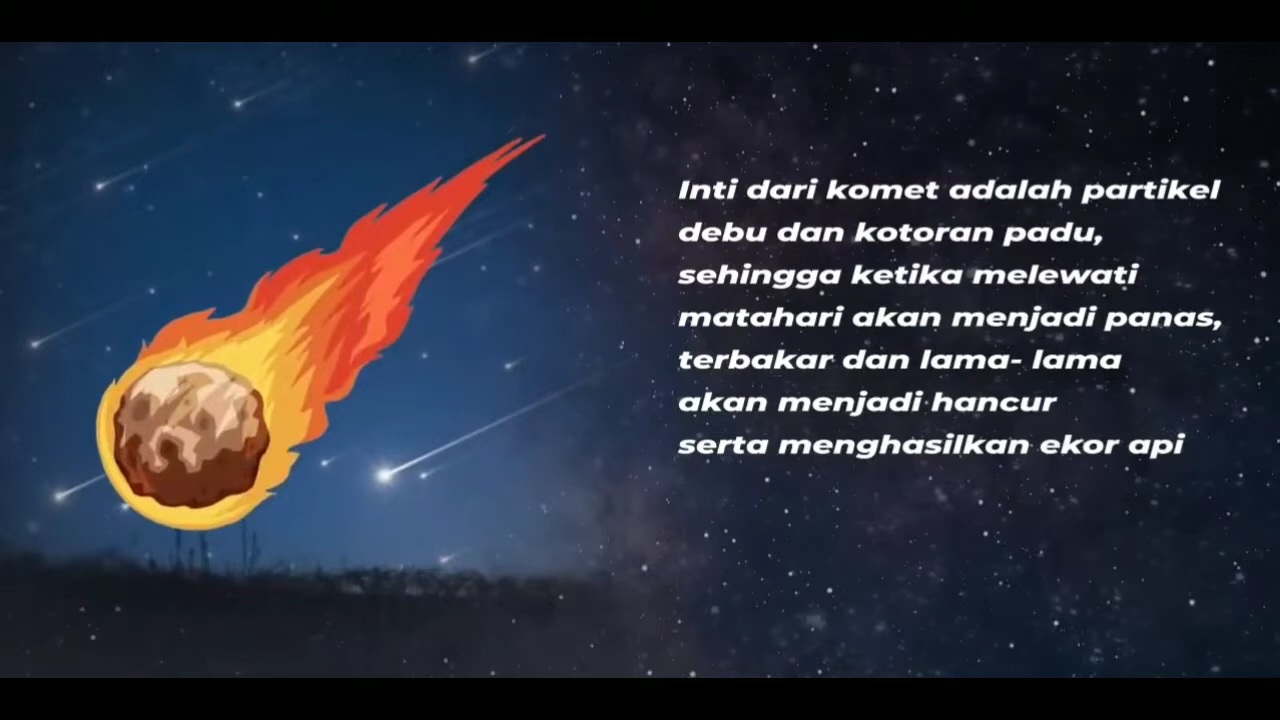 Inti dari komet adalah partikel
debu dan kotoran padu,
sehingga ketika melewati
matahari akan menjadi panas,
terbakar dan lama- lama
akan menjadi hancur
serta menghasilkan ekor api